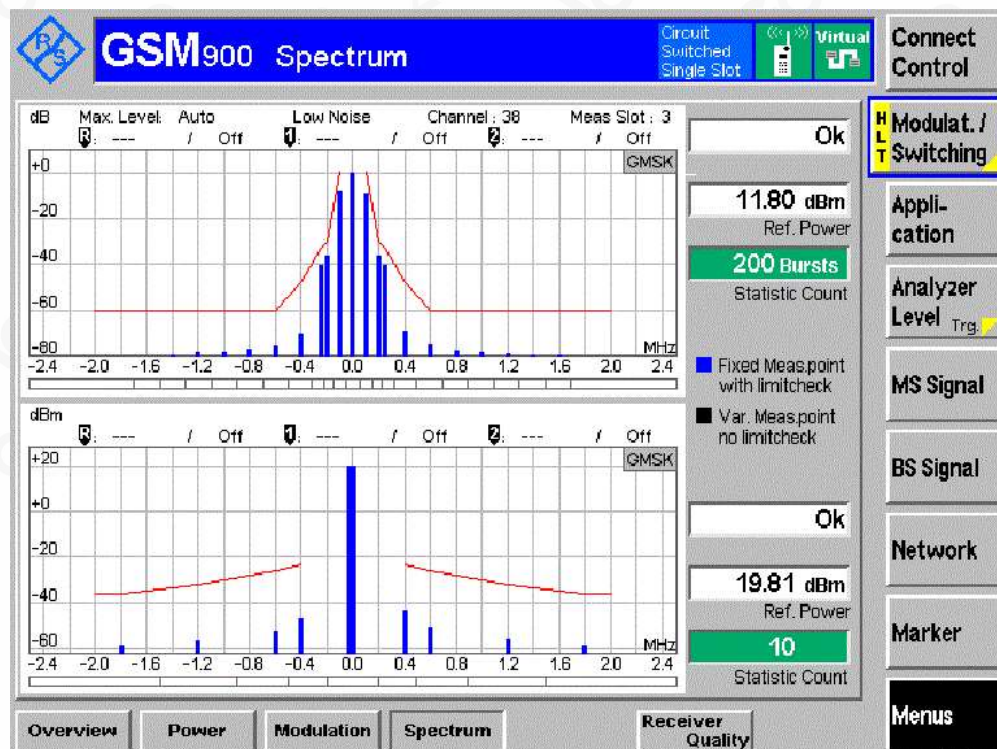 R/S
GSM900 Spectrum
Circuit
Switched
Single Slot
Virtual
Connect
Control
dB Max. Level: Auto Low Noise Channel : 38 Meas Slot : 3
R: --- / Off 1: --- / Off 2: --- / Off
GMSK
+0
-20
-40
-60
-80
MHz
-2.4 -2.0 -1.6 -1.2 -0.8 -0.4 0.0 0.4 0.8 1.2 1.6 2.0 2.4
Ok
11.80 dBm
Ref. Power
200 Bursts
Statistic Count
Fixed Meas.point
with limitcheck
Var. Meas.point
no limitcheck
dBm
R: --- / Off 1: --- / Off 2: --- / Off
GMSK
+20
+0
-20
-40
-60
MHz
-2.4 -2.0 -1.6 -1.2 -0.8 -0.4 0.0 0.4 0.8 1.2 1.6 2.0 2.4
Ok
19.81 dBm
Ref. Power
10
Statistic Count
HLT
Modulat. /
Switching
Appli-
cation
Analyzer
Level Trg.
MS Signal
BS Signal
Network
Marker
Menus
Overview
Power
Modulation
Spectrum
Receiver
Quality